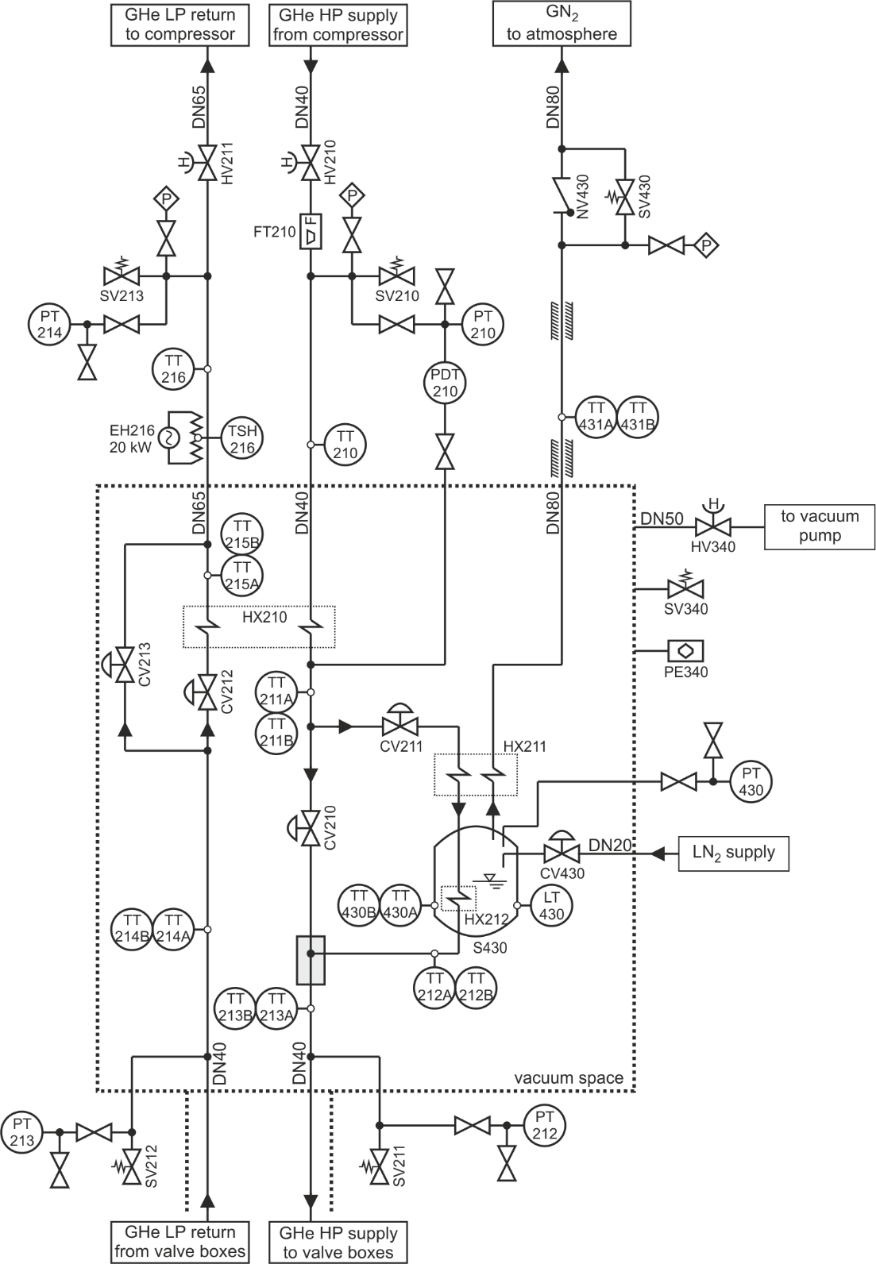 GHe LP return
to compressor
GHe HP supply
from compressor
GN2
to atmosphere
DN65
DN40
DN80
H
HV211
H
HV210
P
P
FT210
F
NV430
SV430
P
SV213
SV210
PT
214
PT
210
TT
216
PDT
210
EH216
20 kW
TSH
216
TT
210
TT
431A
TT
431B
DN65
DN40
DN80
DN50
H
HV340
to vacuum
pump
TT
215B
TT
215A
SV340
HX210
PE340
CV213
CV212
TT
211A
TT
211B
CV211
HX211
PT
430
CV210
DN20
LN2 supply
CV430
TT
430B
TT
430A
HX212
LT
430
S430
TT
214B
TT
214A
TT
212A
TT
212B
TT
213B
TT
213A
DN40
DN40
vacuum space
PT
213
SV212
SV211
PT
212
GHe LP return
from valve boxes
GHe HP supply
to valve boxes